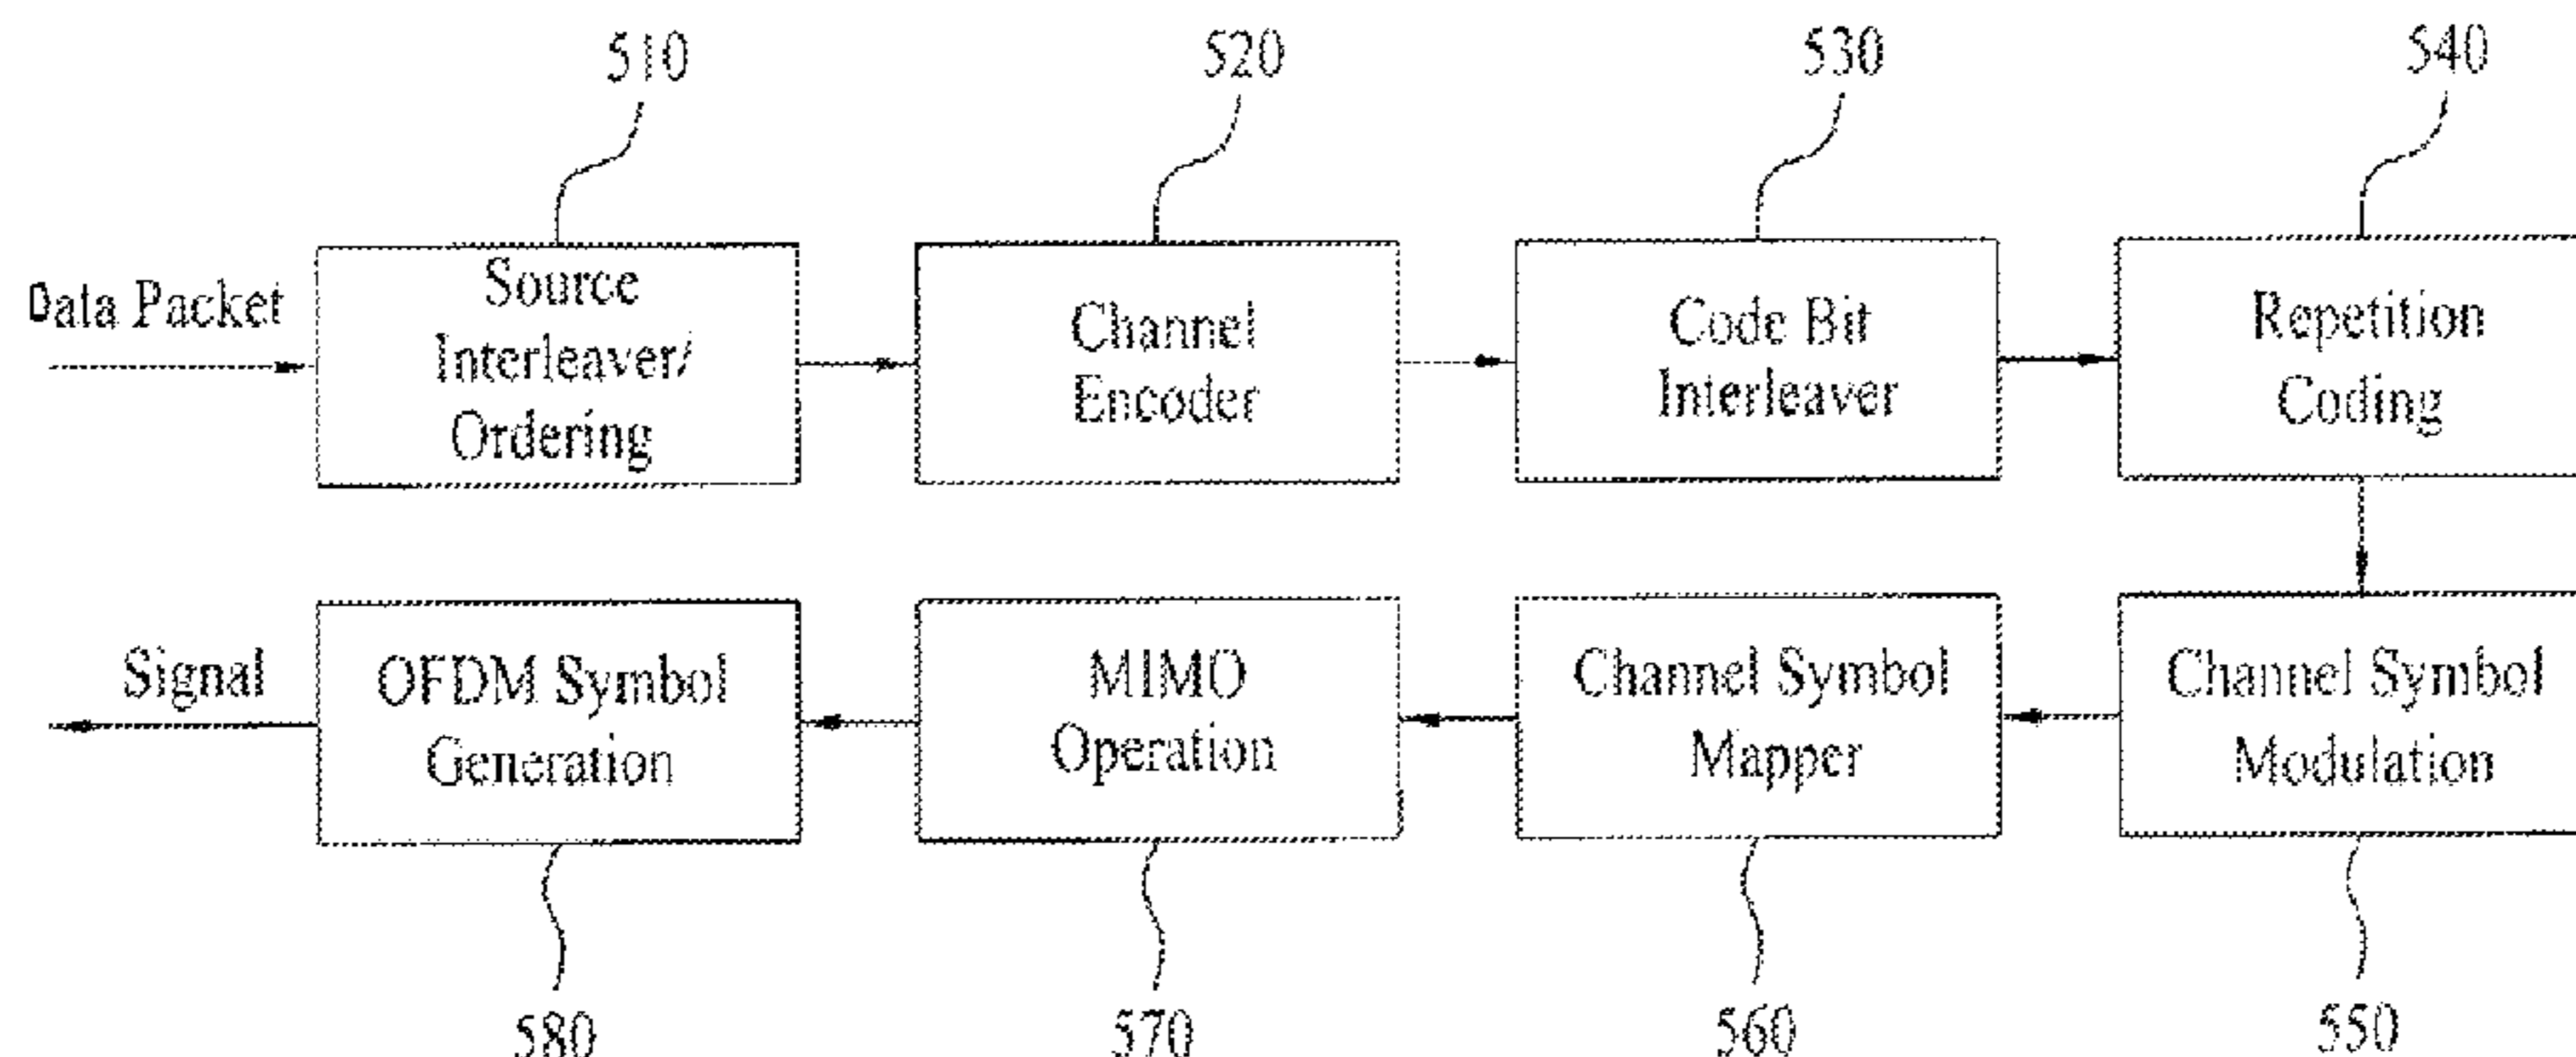 510
520
530
540
Data Packet
Source
Interleaver/
Ordering
Channel
Encoder
Code Bit
Interleaver
Repetition
Coding
Signal
OFDM Symbol
Generation
MIMO
Operation
Channel Symbol
Mapper
Channel Symbol
Modulation
580
570
560
550